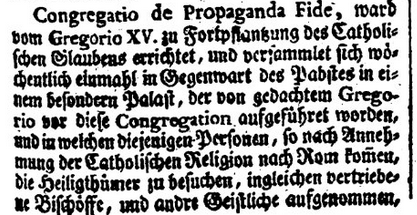 Congregatio de Propaganda Fide, ward
vom Gregorio XV. zu Fortpflantzung des Catholi-
schen Glaubens errichtet, und versammlet sich wö-
chentlich einmahl in Gegenwart des Pabstes in ei-
nem besondern Palast, der von gedachtem Grego-
rio vor diese Congregation aufgeführet worden,
und in welchen diejenigen Personen, so nach Anneh-
mung der Catholischen Religion nach Rom kom̃en,
die Heiligthümer zu besuchen, ingleichen vertriebe-
ne Bischöffe, und andre Geistliche aufgenommen,